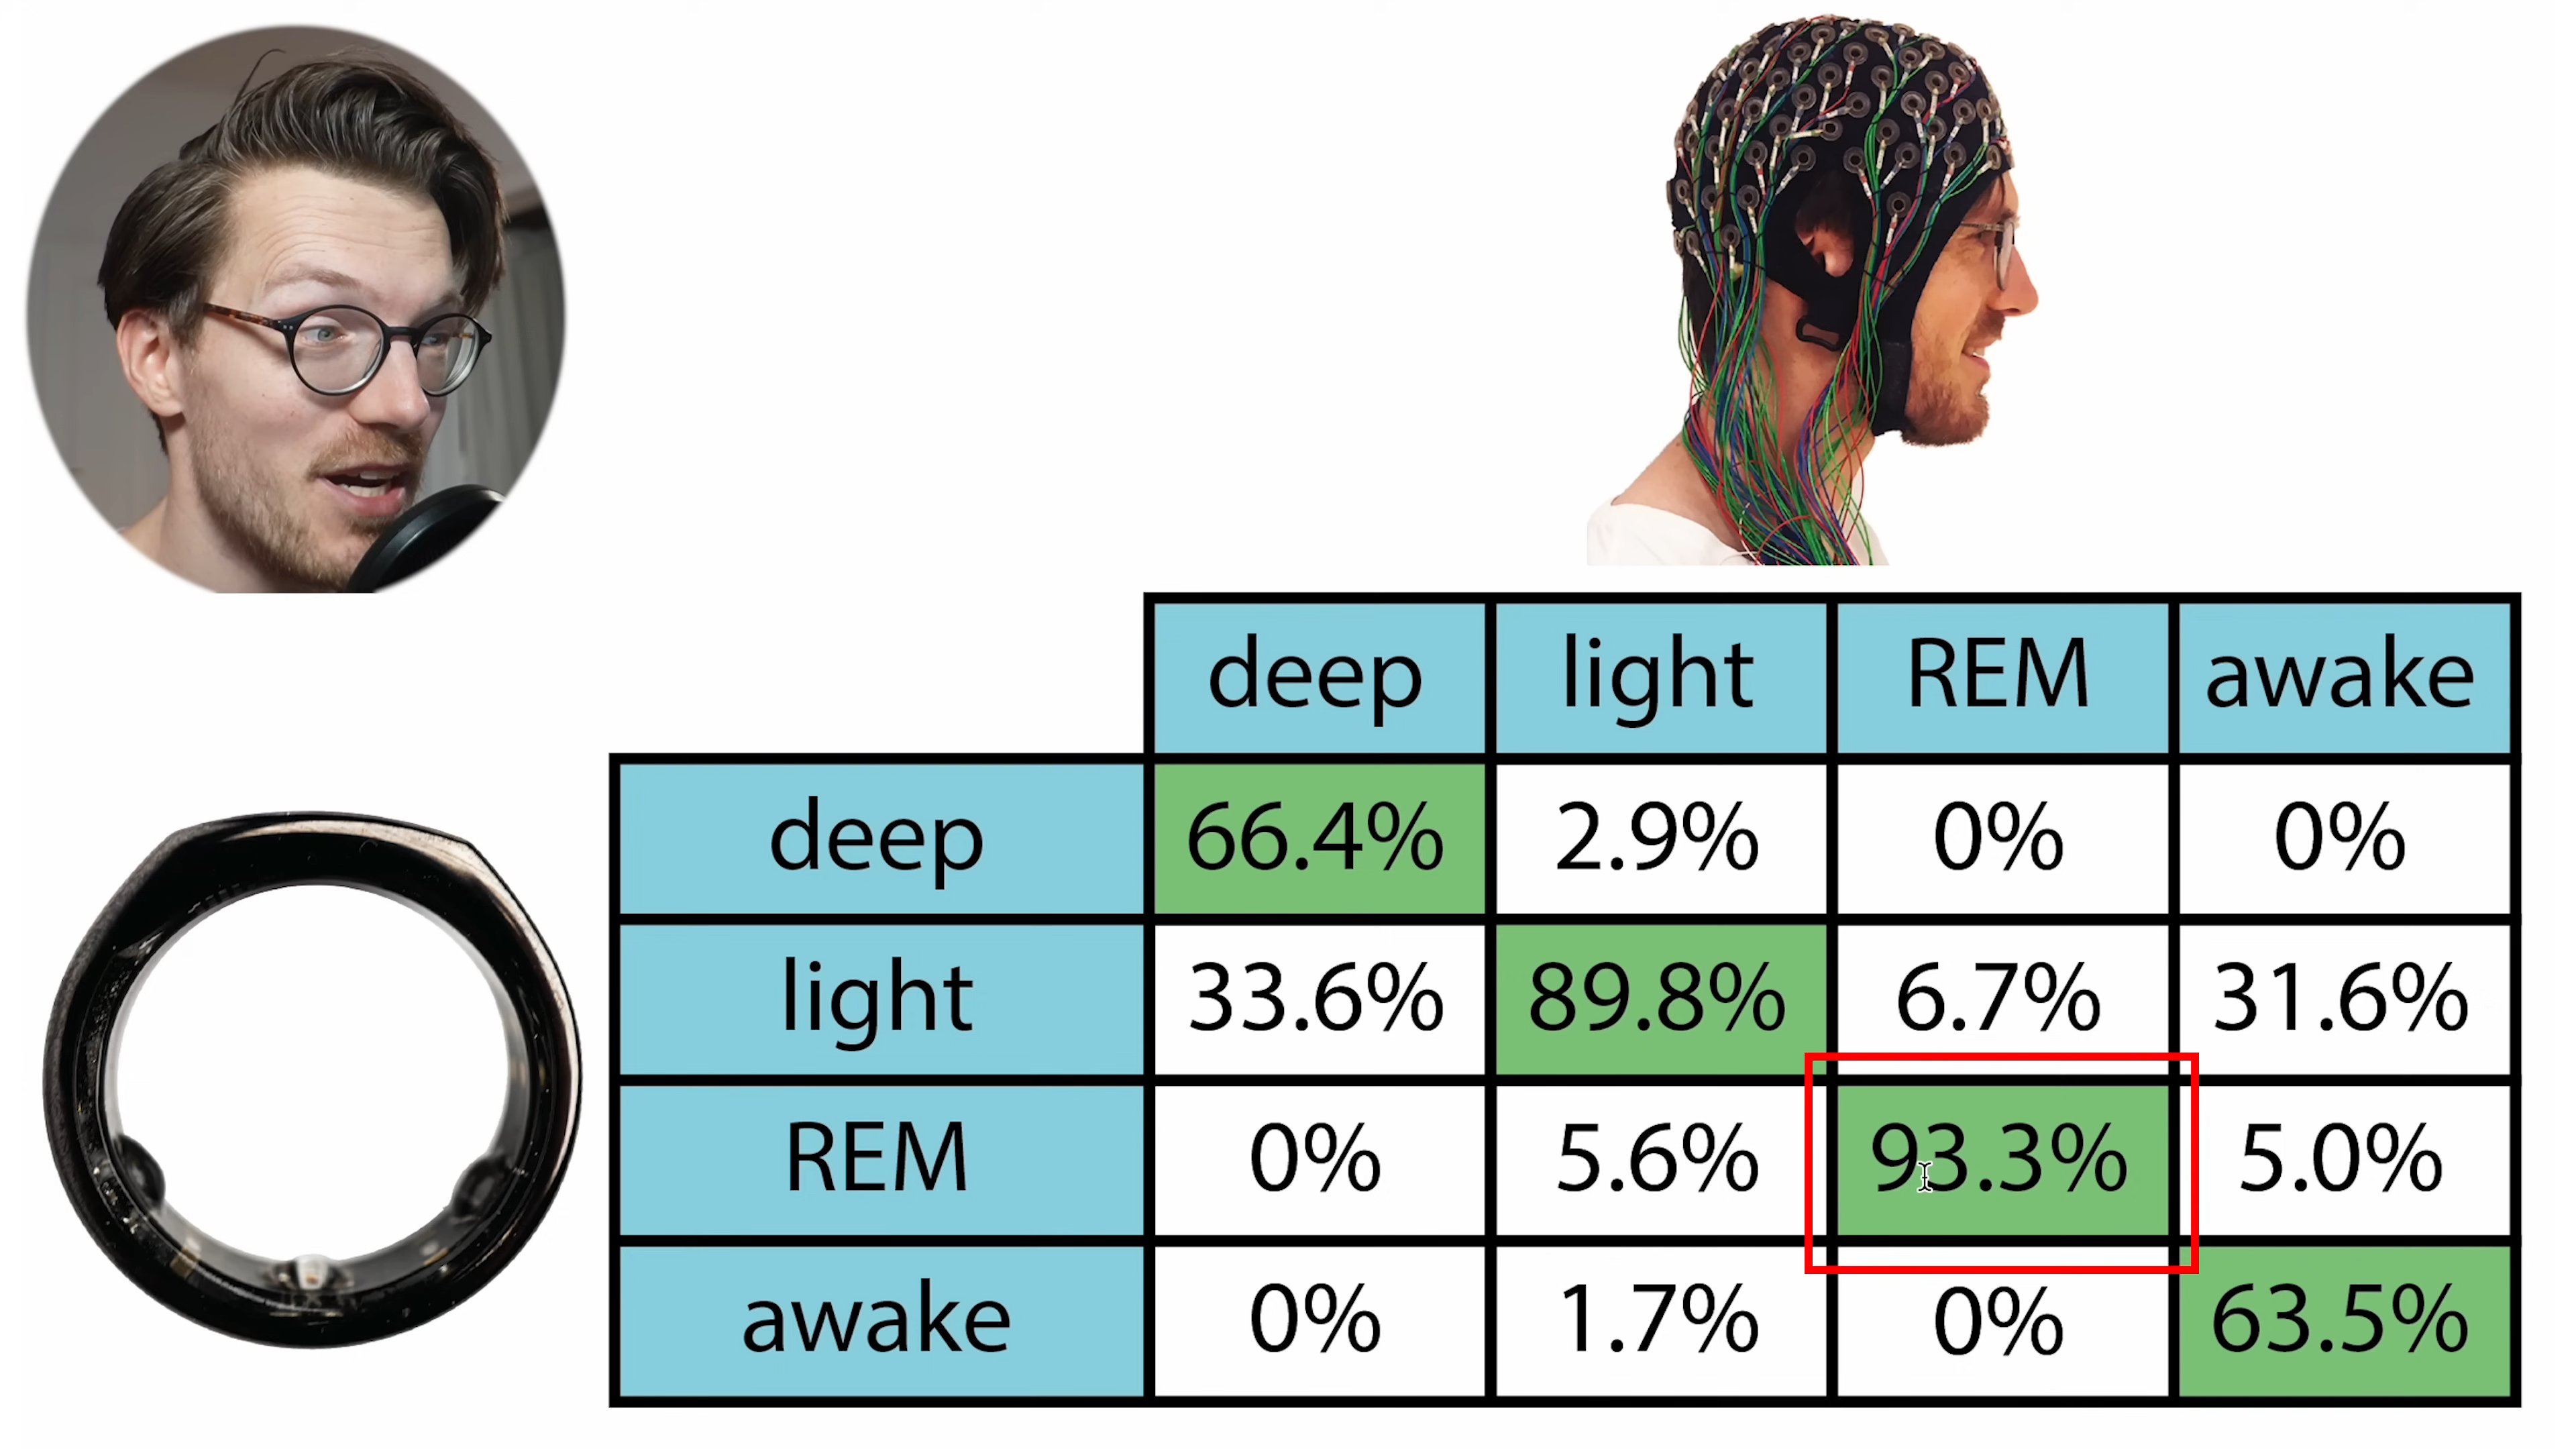 deep light REM awake
deep 66.4% 2.9% 0% 0%
light 33.6% 89.8% 6.7% 31.6%
REM 0% 5.6% 93.3% 5.0%
awake 0% 1.7% 0% 63.5%